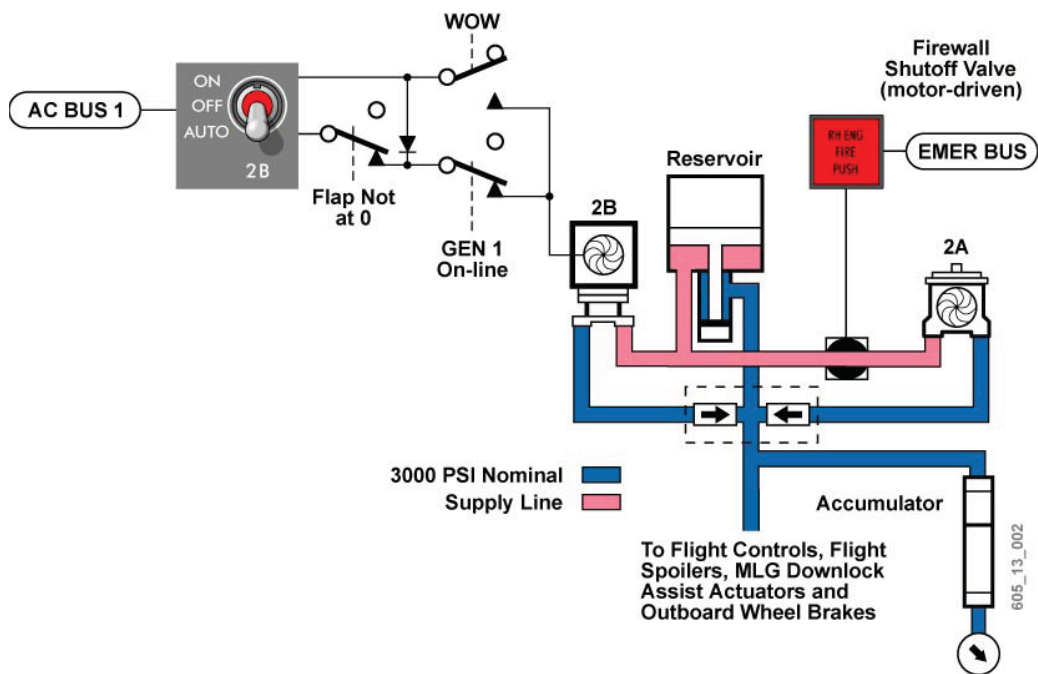 WOW
AC BUS 1
ON
OFF
AUTO
2B
Flap Not
at 0
GEN 1
On-line
Firewall
Shutoff Valve
(motor-driven)
RH ENG
FIRE
PUSH
EMER BUS
Reservoir
2B
2A
3000 PSI Nominal
Supply Line
Accumulator
To Flight Controls, Flight
Spoilers, MLG Downlock
Assist Actuators and
Outboard Wheel Brakes
605_13_002